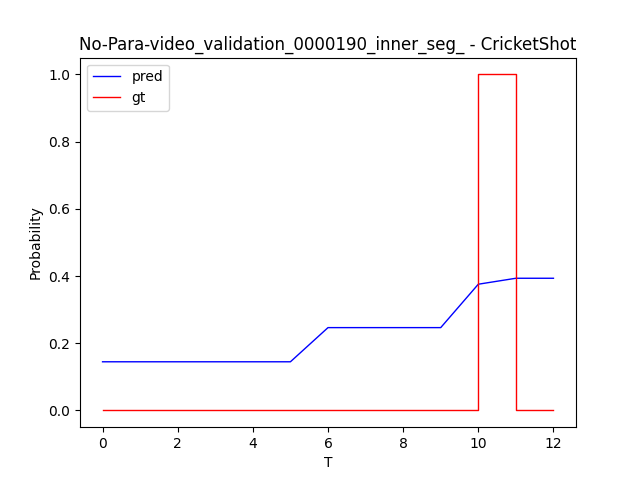 No-Para-video_validation_0000190_inner_seg_ - CricketShot
pred
gt
1.0
0.8
0.6
0.4
0.2
0.0
Probability
0 2 4 6 8 10 12
T